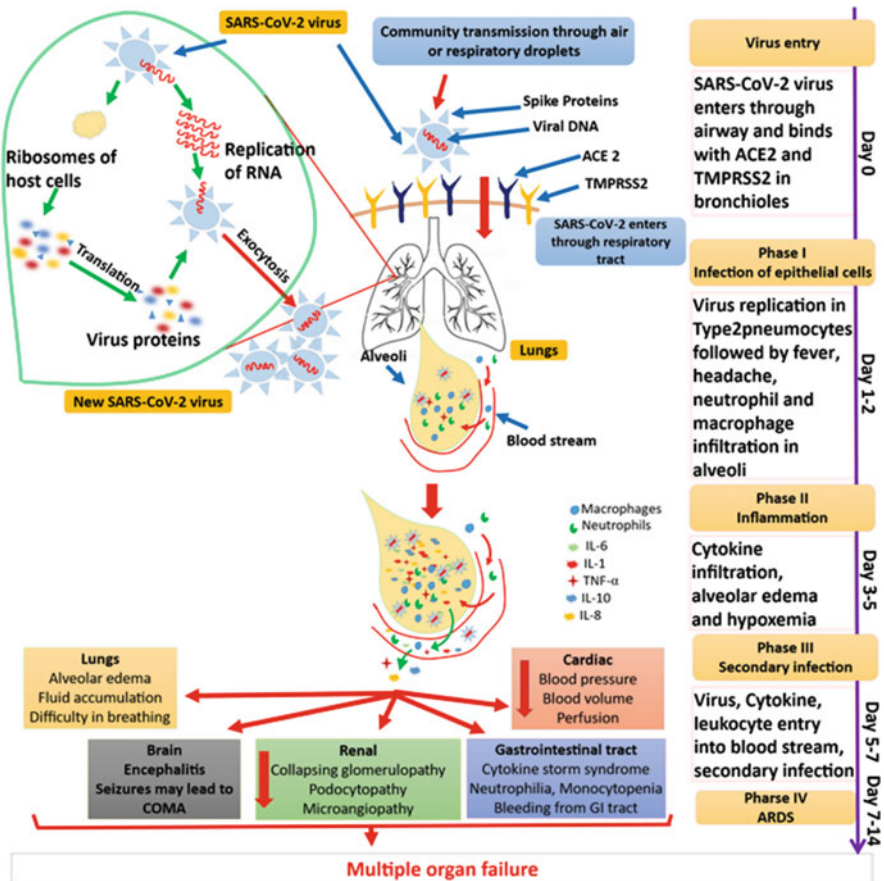 SARS-CoV-2 virus
Ribosomes of
host cells
Replication
of RNA
Translation
Virus proteins
Exocytosis
New SARS-CoV-2 virus
Community transmission through air
or respiratory droplets
Spike Proteins
Viral DNA
ACE 2
TMPRSS2
SARS-CoV-2 enters
through respiratory
tract
Alveoli
Lungs
Blood stream
Macrophages
Neutrophils
IL-6
IL-1
TNF-α
IL-10
IL-8
Lungs
Alveolar edema
Fluid accumulation
Difficulty in breathing
Cardiac
Blood pressure
Blood volume
Perfusion
Brain
Encephalitis
Seizures may lead to
COMA
Renal
Collapsing glomerulopathy
Podocytopathy
Microangiopathy
Gastrointestinal tract
Cytokine storm syndrome
Neutrophilia, Monocytopenia
Bleeding from GI tract
Multiple organ failure
Virus entry
SARS-CoV-2 virus
enters through
airway and binds
with ACE2 and
TMPRSS2 in
bronchioles
Day 0
Phase I
Infection of epithelial cells
Virus replication in
Type2pneumocytes
followed by fever,
headache,
neutrophil and
macrophage
infiltration in
alveoli
Day 1-2
Phase II
Inflammation
Cytokine
infiltration,
alveolar edema
and hypoxemia
Day 3-5
Phase III
Secondary infection
Virus, Cytokine,
leukocyte entry
into blood stream,
secondary infection
Day 5-7
Pharse IV
ARDS
Day 7-14